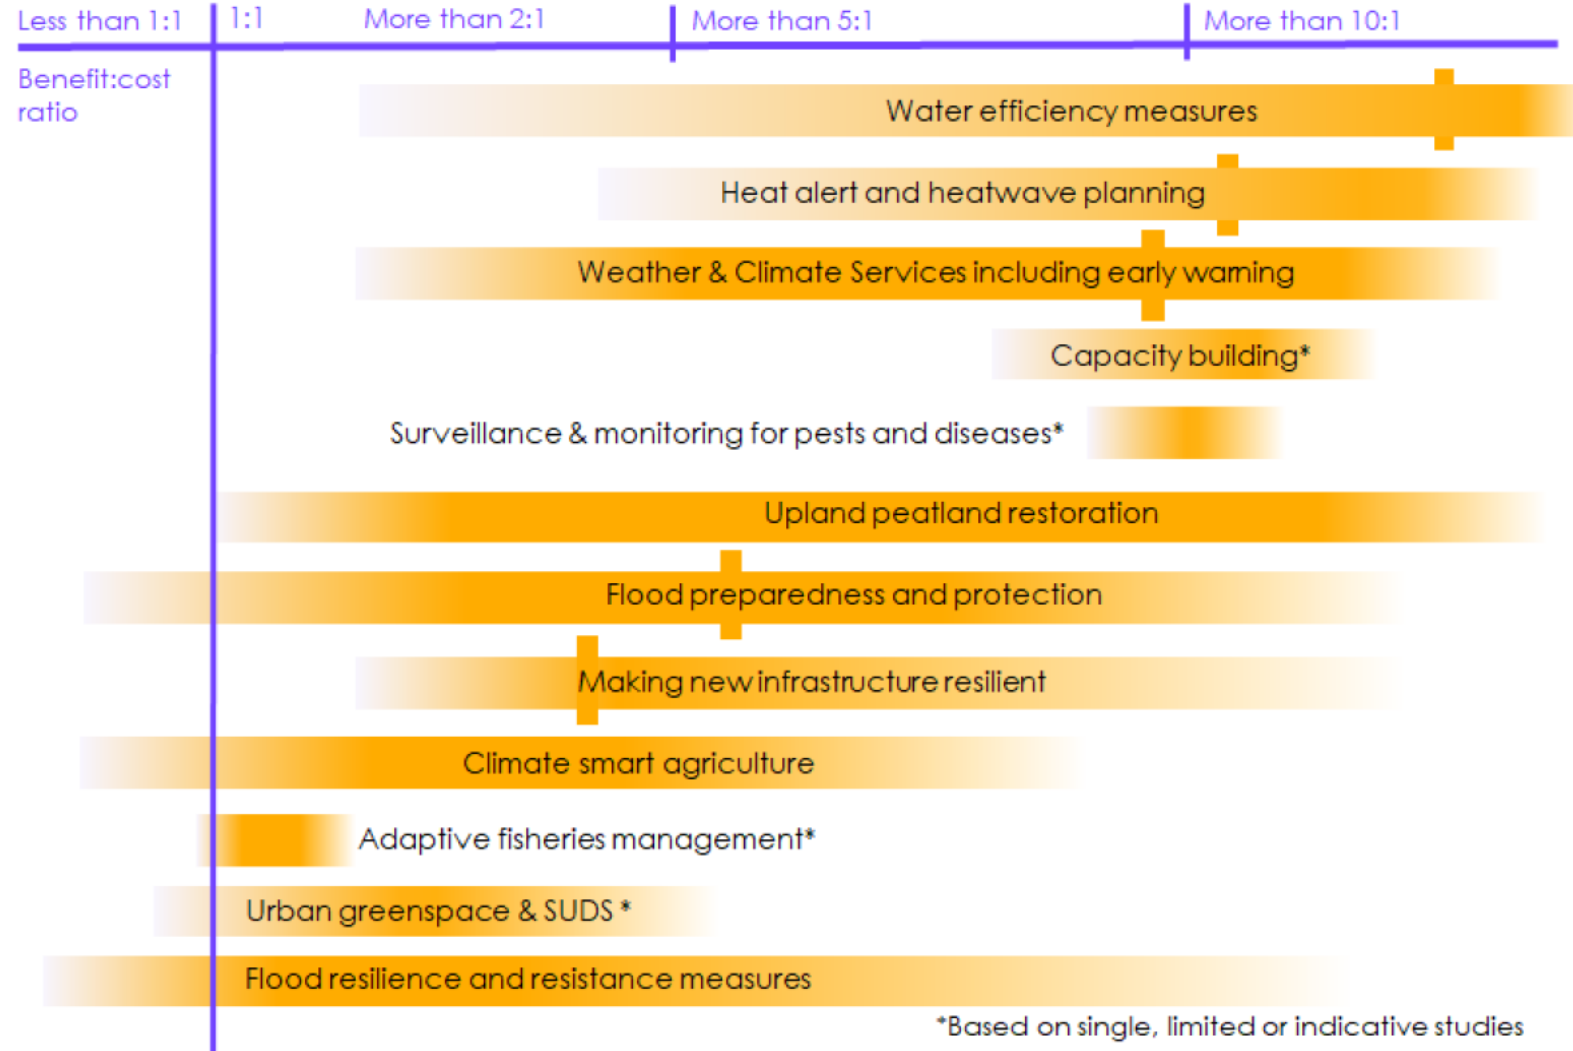 Less than 1:1 1:1 More than 2:1 More than 5:1 More than 10:1
Benefit:cost
ratio
Water efficiency measures
Heat alert and heatwave planning
Weather & Climate Services including early warning
Capacity building*
Surveillance & monitoring for pests and diseases*
Upland peatland restoration
Flood preparedness and protection
Making new infrastructure resilient
Climate smart agriculture
Adaptive fisheries management*
Urban greenspace & SUDS *
Flood resilience and resistance measures
*Based on single, limited or indicative studies